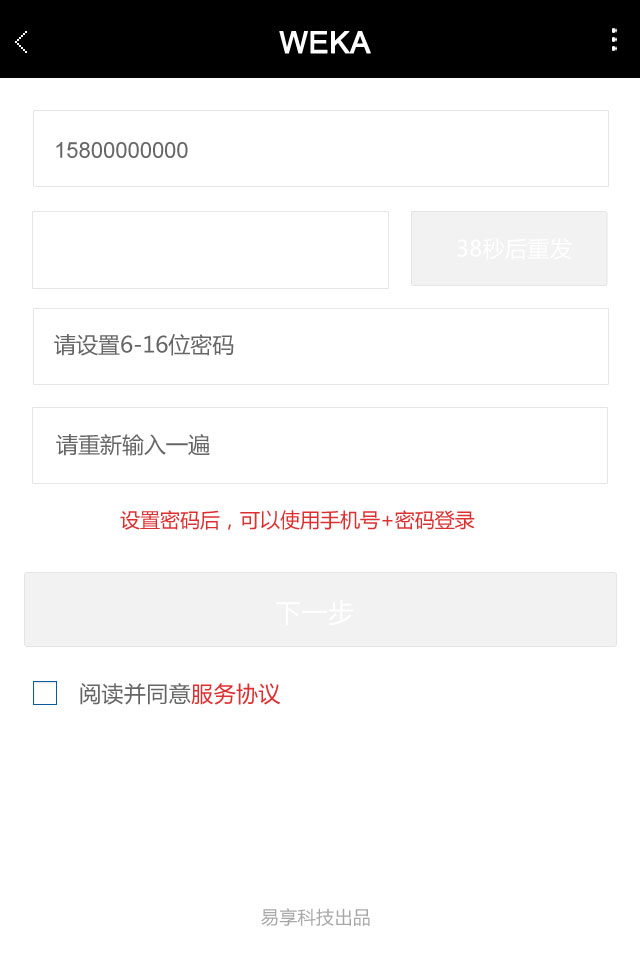 WEKA
15800000000
38秒后重发
请设置6-16位密码
请重新输入一遍
设置密码后，可以使用手机号+密码登录
下一步
阅读并同意服务协议
易享科技出品